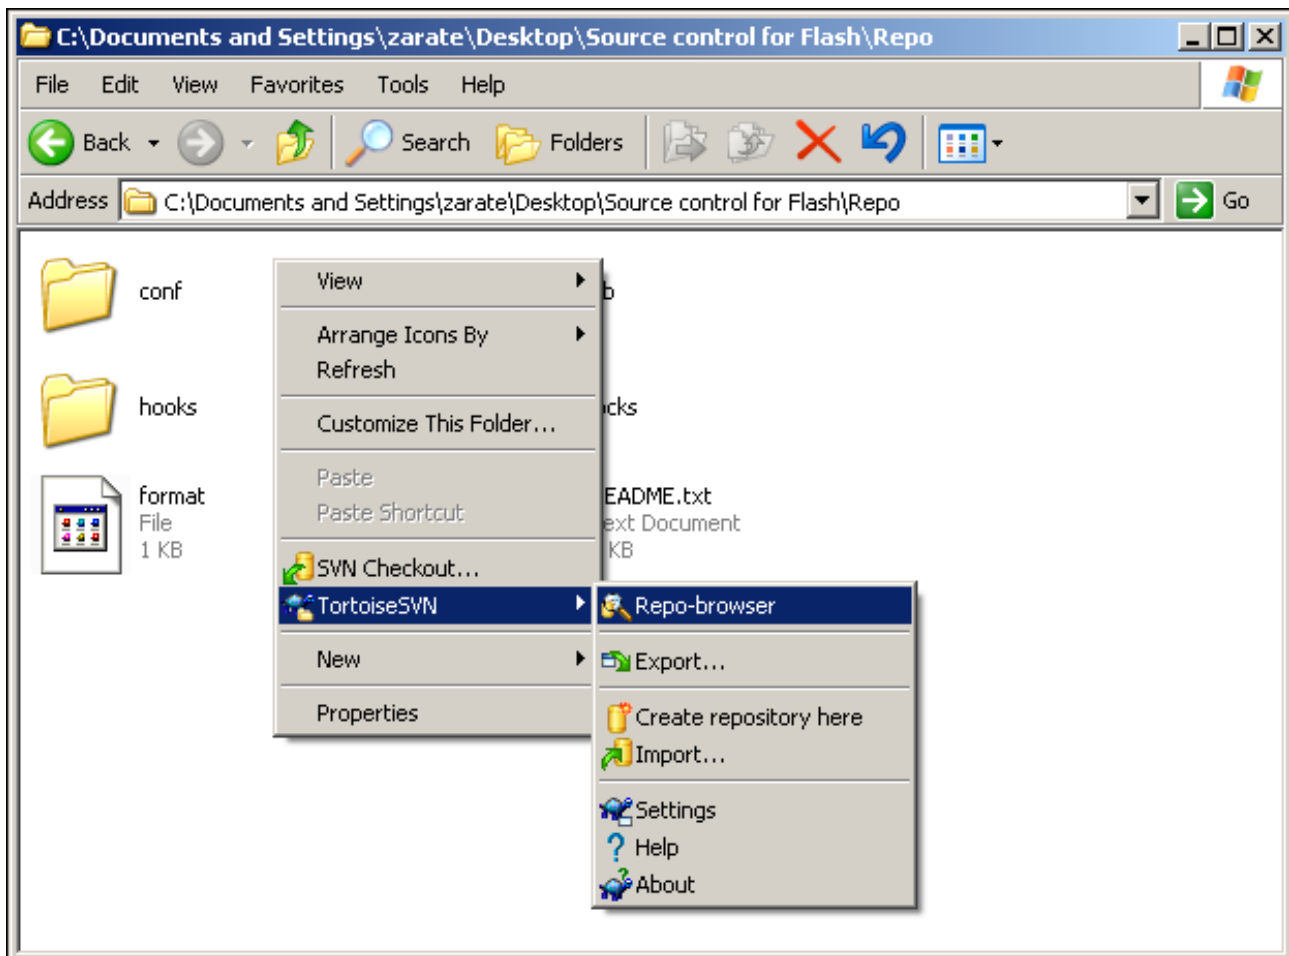 C:\Documents and Settings\zarate\Desktop\Source control for Flash\Repo
File Edit View Favorites Tools Help
Back Search Folders
Address C:\Documents and Settings\zarate\Desktop\Source control for Flash\Repo Go
conf
hooks
format
File
1 KB
b
cks
EADME.txt
ext Document
KB
View
Arrange Icons By
Refresh
Customize This Folder...
Paste
Paste Shortcut
SVN Checkout...
TortoiseSVN
New
Properties
Repo-browser
Export...
Create repository here
Import...
Settings
Help
About